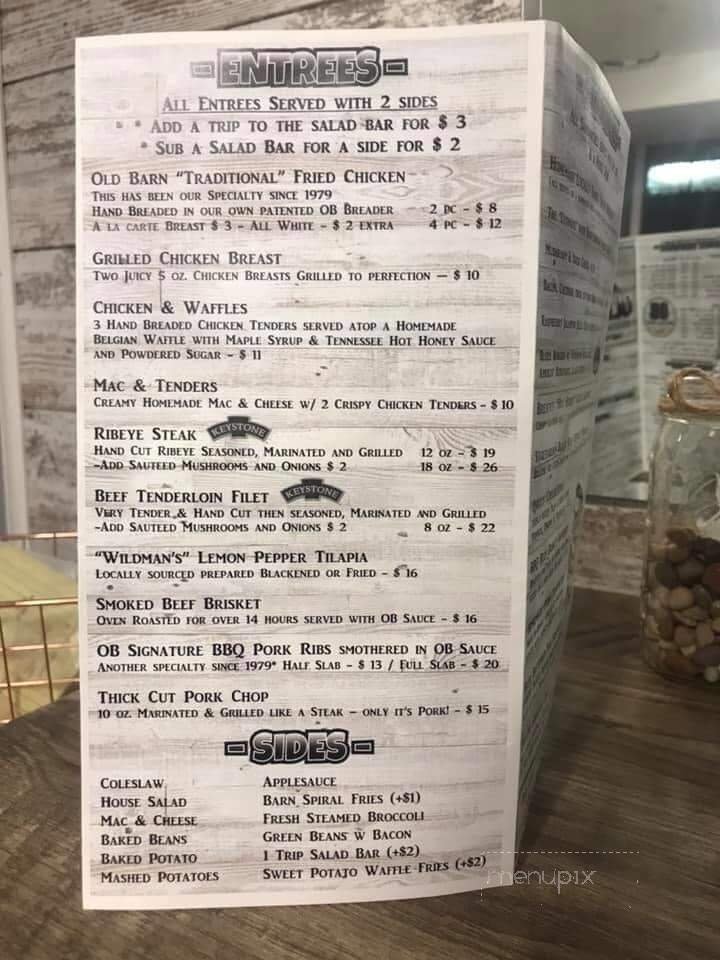 ENTREES
ALL ENTREES SERVED WITH 2 SIDES
* * ADD A TRIP TO THE SALAD BAR FOR $ 3
* SUB A SALAD BAR FOR A SIDE FOR $ 2
OLD BARN “TRADITIONAL” FRIED CHICKEN
THIS HAS BEEN OUR SPECIALTY SINCE 1979
HAND BREADED IN OUR OWN PATENTED OB BREADER 2 PC - $ 8
A LA CARTE BREAST $ 3 - ALL WHITE - $ 2 EXTRA 4 PC - $ 12
GRILLED CHICKEN BREAST
TWO JUICY 5 OZ. CHICKEN BREASTS GRILLED TO PERFECTION — $ 10
CHICKEN & WAFFLES
3 HAND BREADED CHICKEN TENDERS SERVED ATOP A HOMEMADE
BELGIAN WAFFLE WITH MAPLE SYRUP & TENNESSEE HOT HONEY SAUCE
AND POWDERED SUGAR - $ 11
MAC & TENDERS
CREAMY HOMEMADE MAC & CHEESE W/ 2 CRISPY CHICKEN TENDERS - $ 10
RIBEYE STEAK KEYSTONE
HAND CUT RIBEYE SEASONED, MARINATED AND GRILLED 12 OZ - $ 19
-ADD SAUTEED MUSHROOMS AND ONIONS $ 2 18 OZ - $ 26
BEEF TENDERLOIN FILET KEYSTONE
VERY TENDER & HAND CUT THEN SEASONED, MARINATED AND GRILLED
-ADD SAUTEED MUSHROOMS AND ONIONS $ 2 8 OZ - $ 22
“WILDMAN’S” LEMON PEPPER TILAPIA
LOCALLY SOURCED PREPARED BLACKENED OR FRIED - $ 16
SMOKED BEEF BRISKET
OVEN ROASTED FOR OVER 14 HOURS SERVED WITH OB SAUCE - $ 16
OB SIGNATURE BBQ PORK RIBS SMOTHERED IN OB SAUCE
ANOTHER SPECIALTY SINCE 1979* HALF SLAB - $ 13 / FULL SLAB - $ 20
THICK CUT PORK CHOP
10 OZ. MARINATED & GRILLED LIKE A STEAK – ONLY IT'S PORK! - $ 15
SIDES
COLESLAW APPLESAUCE
HOUSE SALAD BARN SPIRAL FRIES (+$1)
MAC & CHEESE FRESH STEAMED BROCCOLI
BAKED BEANS GREEN BEANS W BACON
BAKED POTATO 1 TRIP SALAD BAR (+$2)
MASHED POTATOES SWEET POTATO WAFFLE FRIES (+$2)
menupix